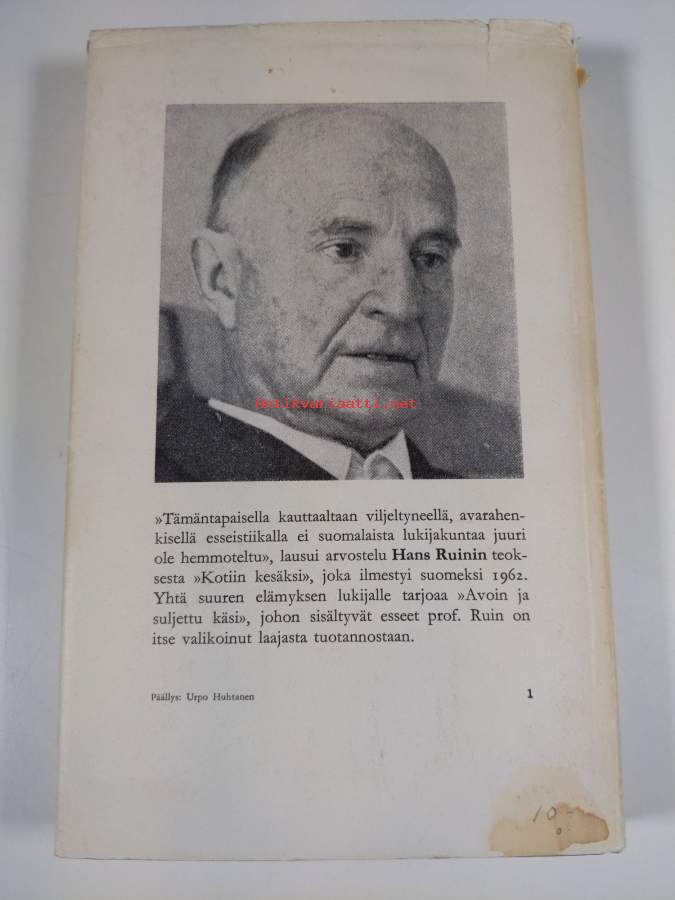 antikvariaatti.net
»Tämäntapaisella kauttaaltaan viljeltyneellä, avarahen-
kisellä esseistiikalla ei suomalaista lukijakuntaa juuri
ole hemmoteltu», lausui arvostelu Hans Ruinin teok-
sesta »Kotiin kesäksi», joka ilmestyi suomeksi 1962.
Yhtä suuren elämyksen lukijalle tarjoaa »Avoin ja
suljettu käsi», johon sisältyvät esseet prof. Ruin on
itse valikoinut laajasta tuotannostaan.
Päällys: Urpo Huhtanen
1
10-